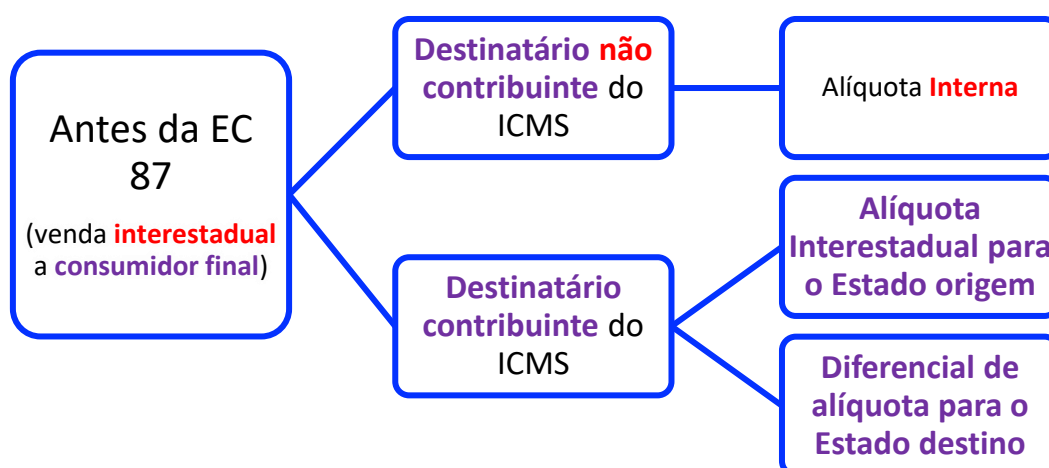 Antes da EC
87
(venda interestadual
a consumidor final)
Destinatário não
contribuinte do
ICMS
Alíquota Interna
Destinatário
contribuinte do
ICMS
Alíquota
Interestadual para
o Estado origem
Diferencial de
alíquota para o
Estado destino